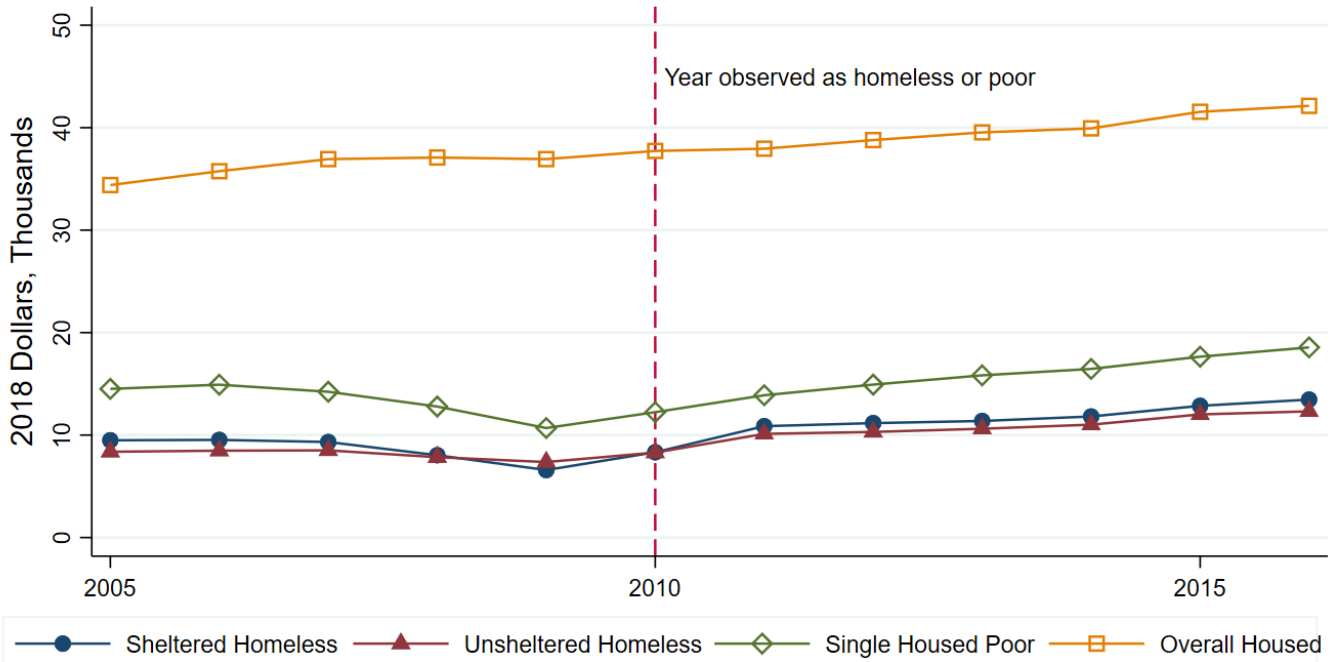 50
Year observed as homeless or poor
40
30
20
10
0
2018 Dollars, Thousands
2005 2010 2015
Sheltered Homeless Unsheltered Homeless Single Housed Poor Overall Housed